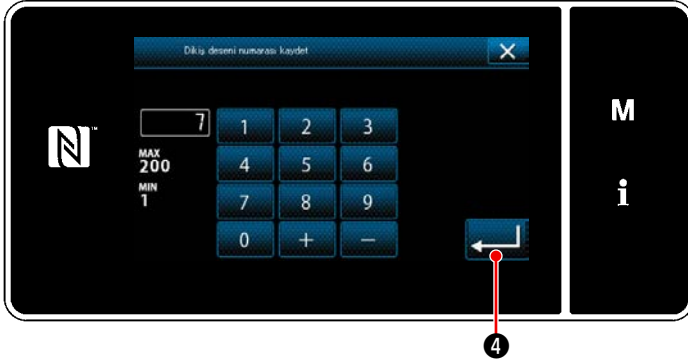 Dikiş deseni numarası kaydet
7
MAX
200
MIN
1
1 2 3
4 5 6
7 8 9
0 + −
M
i
4